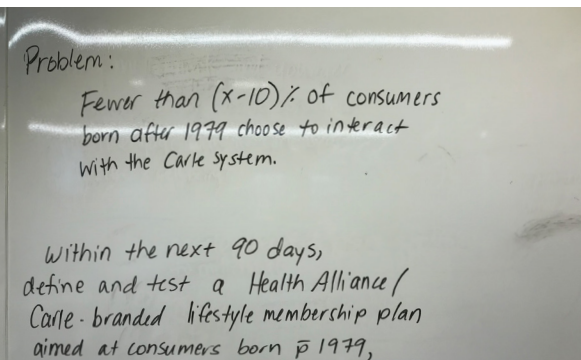 Problem:
Fewer than (x-10)% of consumers
born after 1979 choose to interact
with the Carle system.
Within the next 90 days,
define and test a Health Alliance/
Carle-branded lifestyle membership plan
aimed at consumers born p̄ 1979,